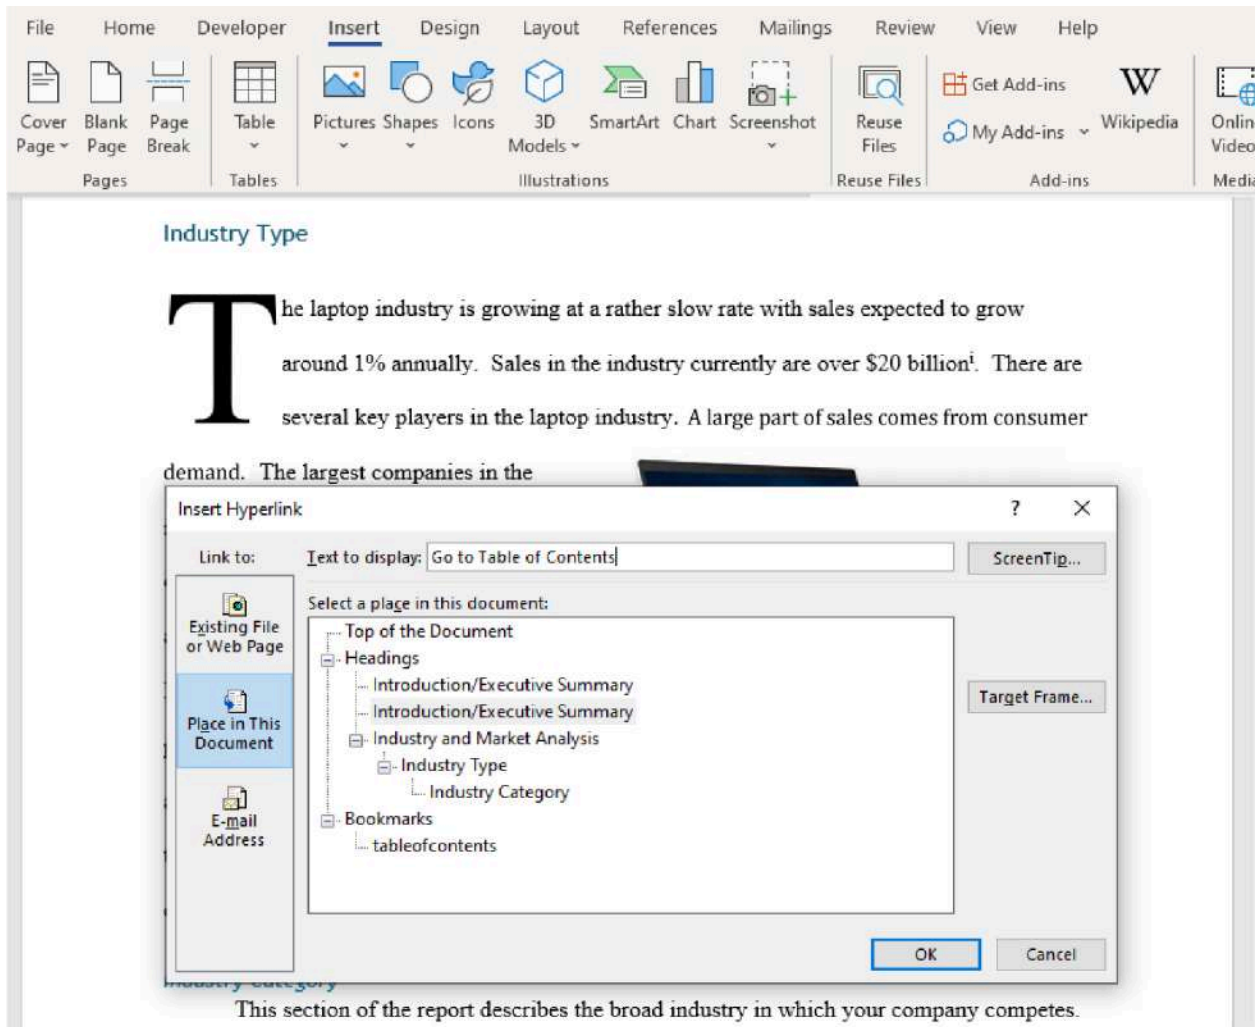 File Home Developer Insert Design Layout References Mailings Review View Help
Cover Page Blank Page Page Break Table Pictures Shapes Icons 3D Models SmartArt Chart Screenshot Reuse Files Get Add-ins My Add-ins Wikipedia Video
Pages Tables Illustrations Reuse Files Add-ins
Industry Type
The laptop industry is growing at a rather slow rate with sales expected to grow
around 1% annually. Sales in the industry currently are over $20 billioni. There are
several key players in the laptop industry. A large part of sales comes from consumer
demand. The largest companies in the
Insert Hyperlink ?
Link to: Text to display: Go to Table of Contents ScreenTip...
Existing File or Web Page
Select a place in this document:
Top of the Document
Headings
Introduction/Executive Summary
Place in This Document
Introduction/Executive Summary
Target Frame...
Industry and Market Analysis
Industry Type
Industry Category
E-mail Address
Bookmarks
tableofcontents
OK Cancel
Industry Category
This section of the report describes the broad industry in which your company competes.